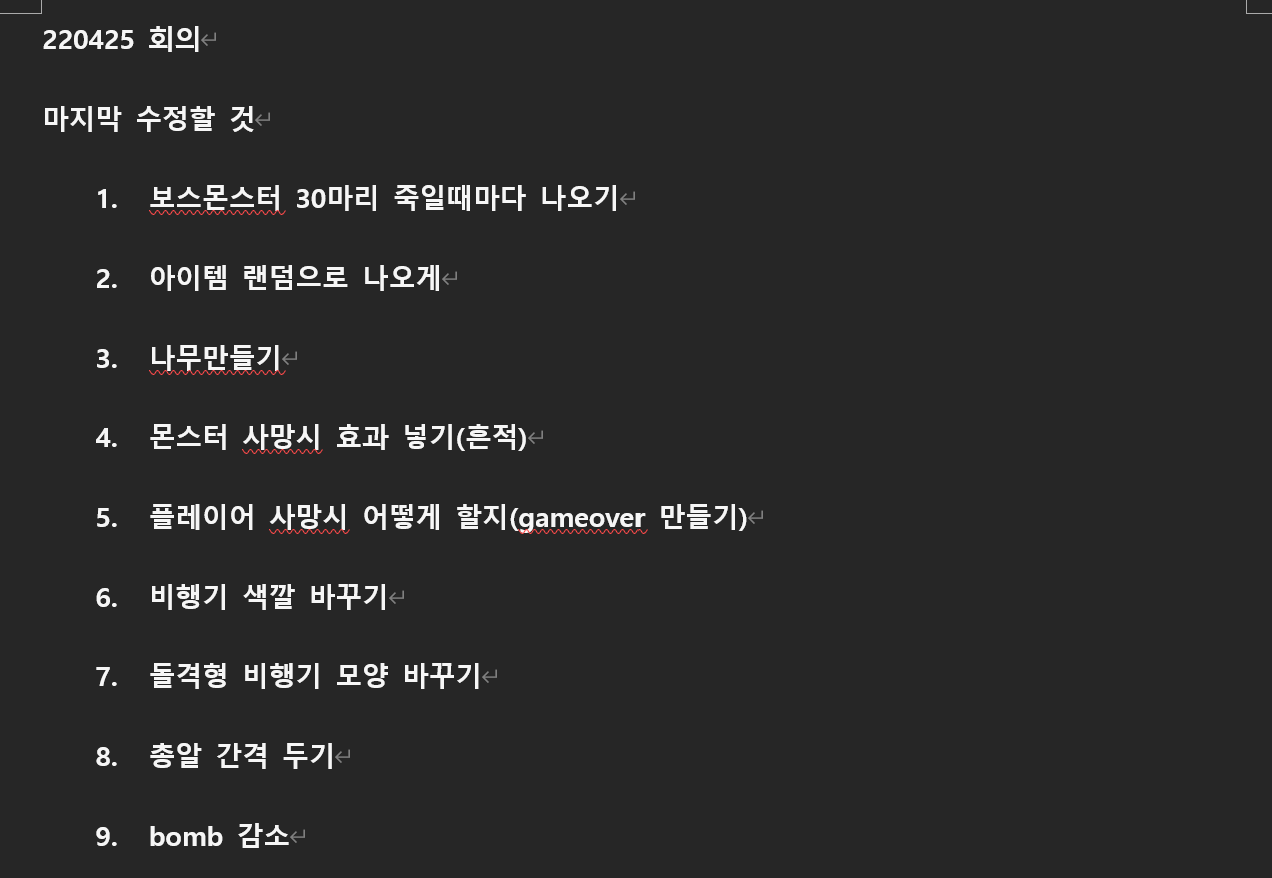 220425 회의
마지막 수정할 것
1. 보스몬스터 30마리 죽일때마다 나오기
2. 아이템 랜덤으로 나오게
3. 나무만들기
4. 몬스터 사망시 효과 넣기(흔적)
5. 플레이어 사망시 어떻게 할지(gameover 만들기)
6. 비행기 색깔 바꾸기
7. 돌격형 비행기 모양 바꾸기
8. 총알 간격 두기
9. bomb 감소